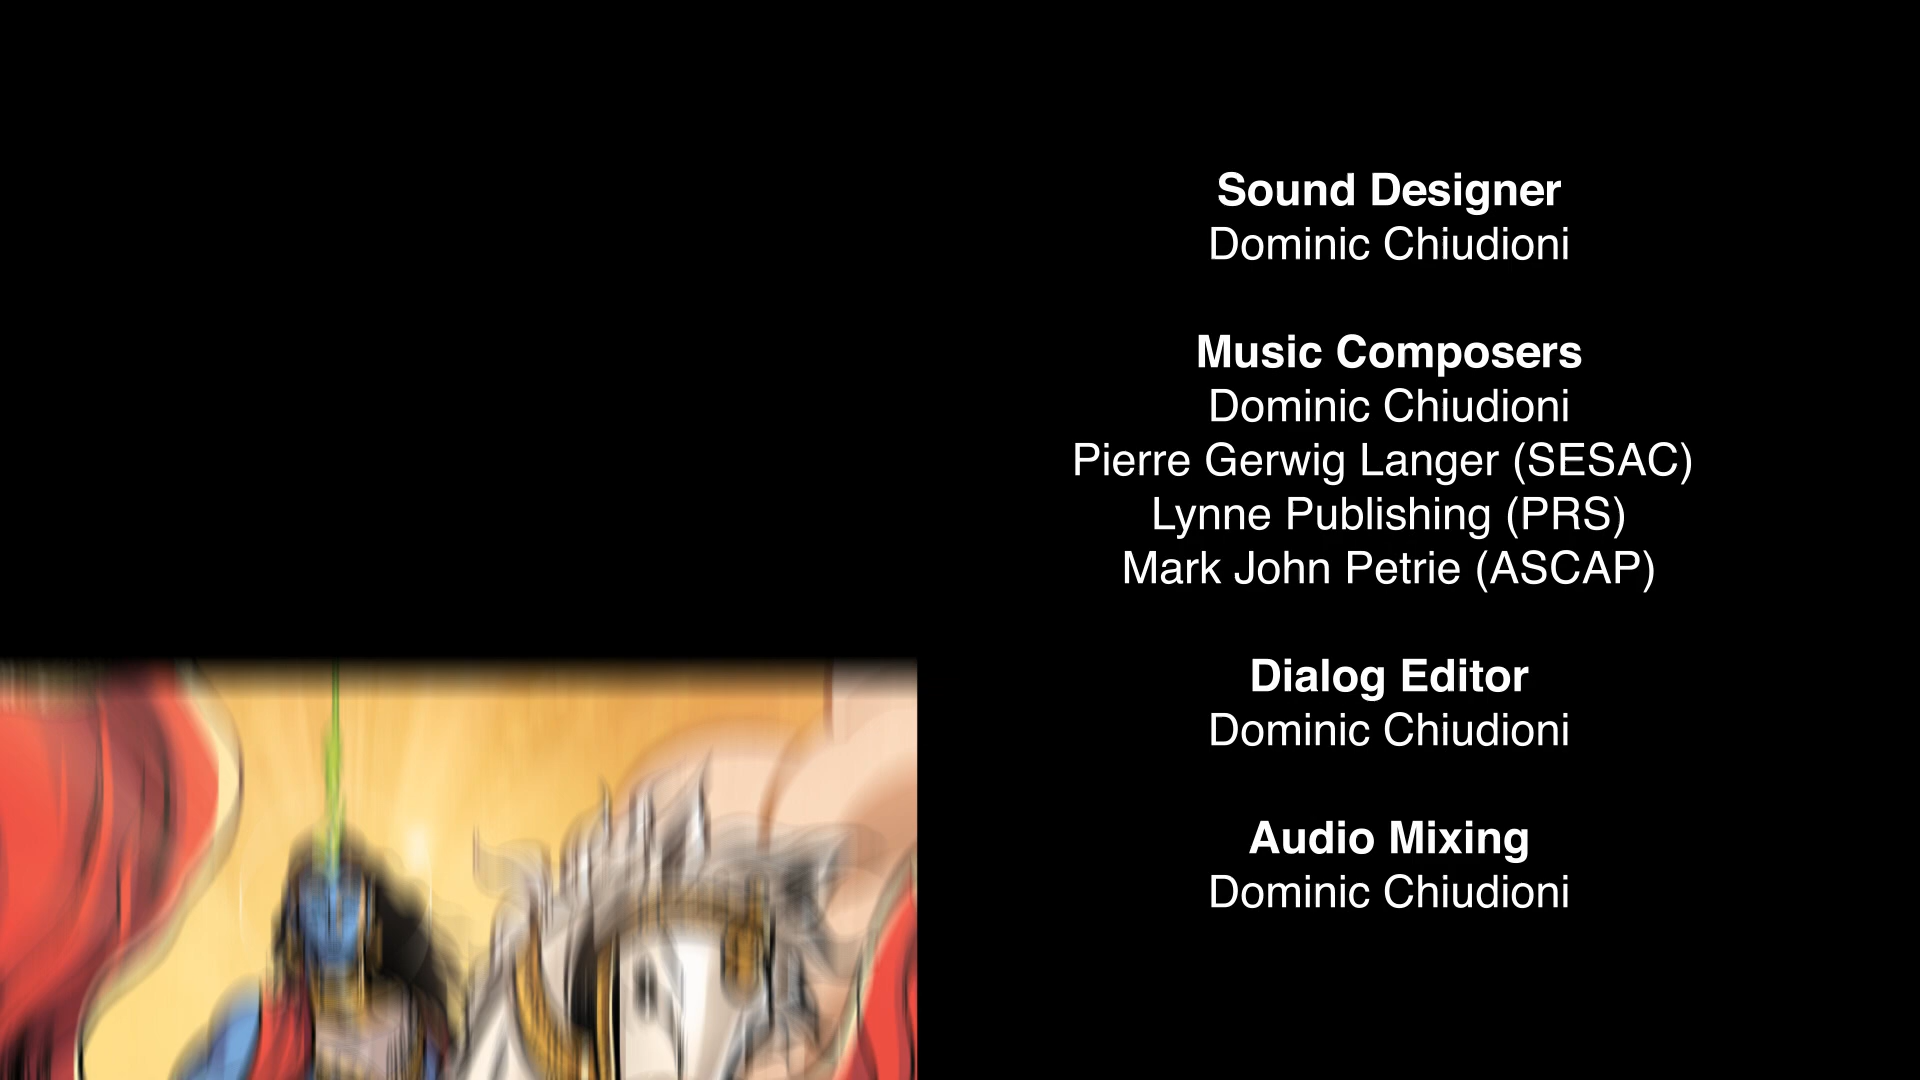 Sound Designer
Dominic Chiudioni
Music Composers
Dominic Chiudioni
Pierre Gerwig Langer (SESAC)
Lynne Publishing (PRS)
Mark John Petrie (ASCAP)
Dialog Editor
Dominic Chiudioni
Audio Mixing
Dominic Chiudioni